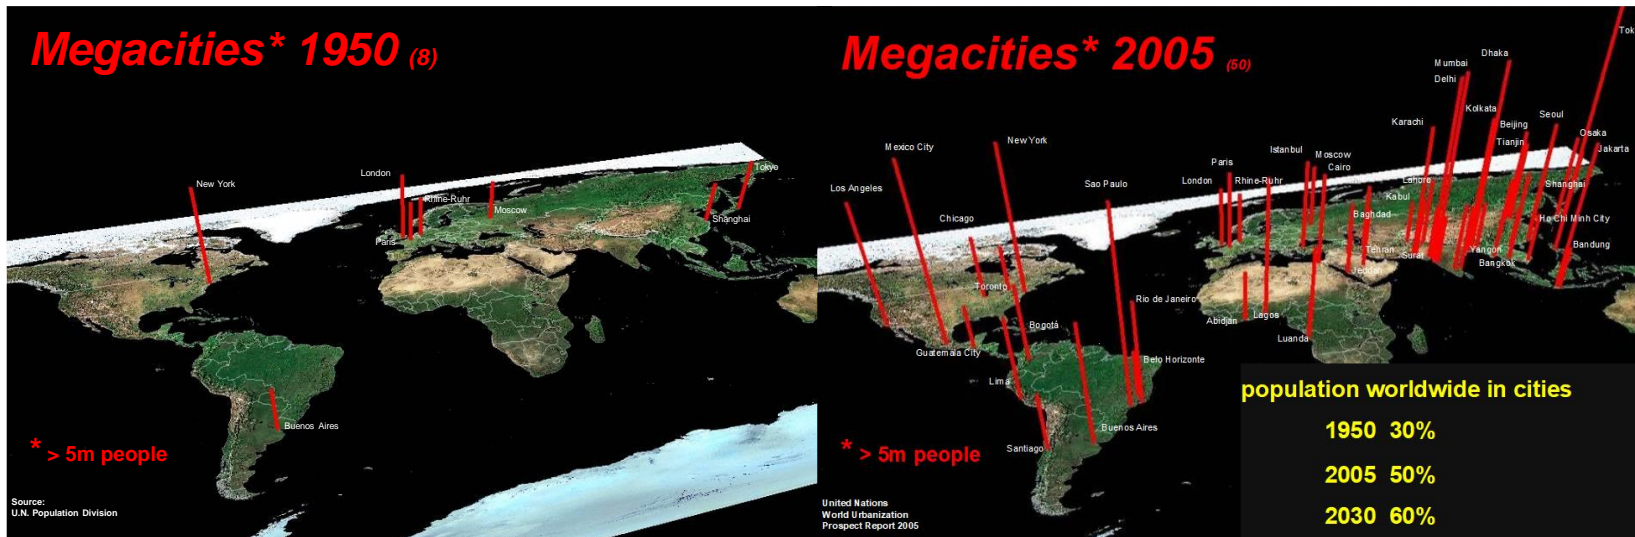 Megacities* 1950 (8)
New York
London
Rhine-Ruhr
Paris
Moscow
Tokyo
Shanghai
Buenos Aires
* > 5m people
Source:
U.N. Population Division
Megacities* 2005 (50)
Tok
Dhaka
Mumbai
Delhi
Kolkata
Karachi
Beijing
Tianjin
Seoul
Osaka
Jakarta
New York
Mexico City
Los Angeles
Chicago
Sao Paulo
Paris
London
Rhine-Ruhr
Istanbul
Moscow
Cairo
Lahore
Kabul
Baghdad
Shanghai
Ho Chi Minh City
Bandung
Tehran
Surat
Yangon
Bangkok
Jeddah
Toronto
Rio de Janeiro
Abidjan
Lagos
Luanda
Bogotá
Guatemala City
Belo Horizonte
Lima
Buenos Aires
Santiago
* > 5m people
United Nations
World Urbanization
Prospect Report 2005
population worldwide in cities
1950 30%
2005 50%
2030 60%